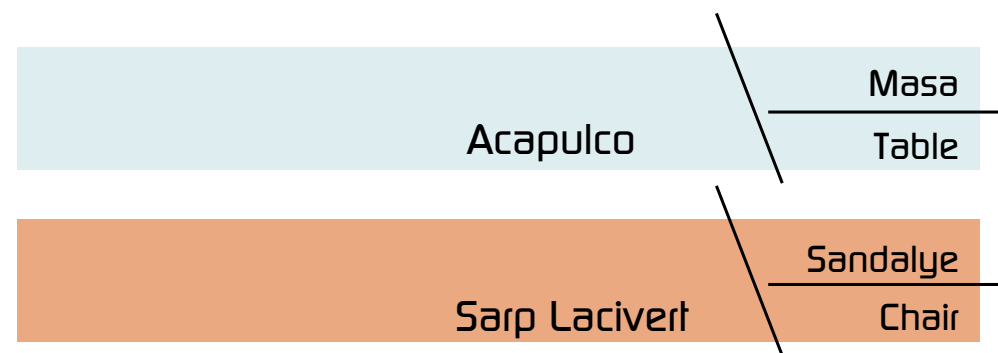 Acapulco
Masa
Table
Sarp Lacivert
Sandalye
Chair